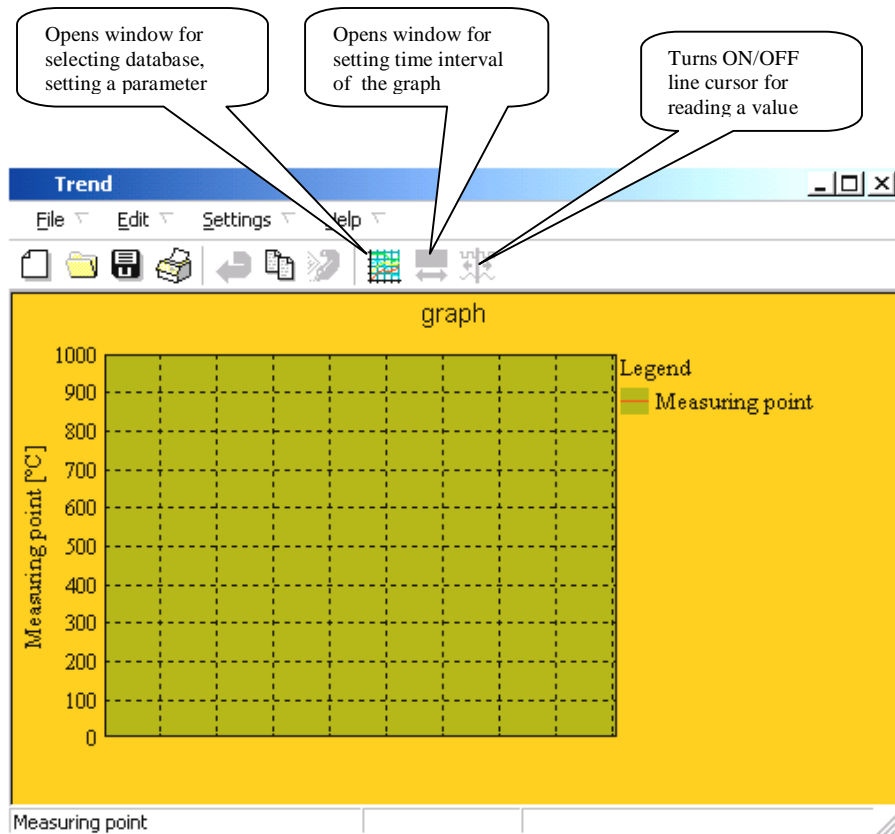 Opens window for
selecting database,
setting a parameter
Opens window for
setting time interval
of the graph
Turns ON/OFF
line cursor for
reading a value
Trend
File Edit Settings Help
graph
1000
900
800
700
600
500
400
300
200
100
0
Measuring point [°C]
Legend
Measuring point
Measuring point